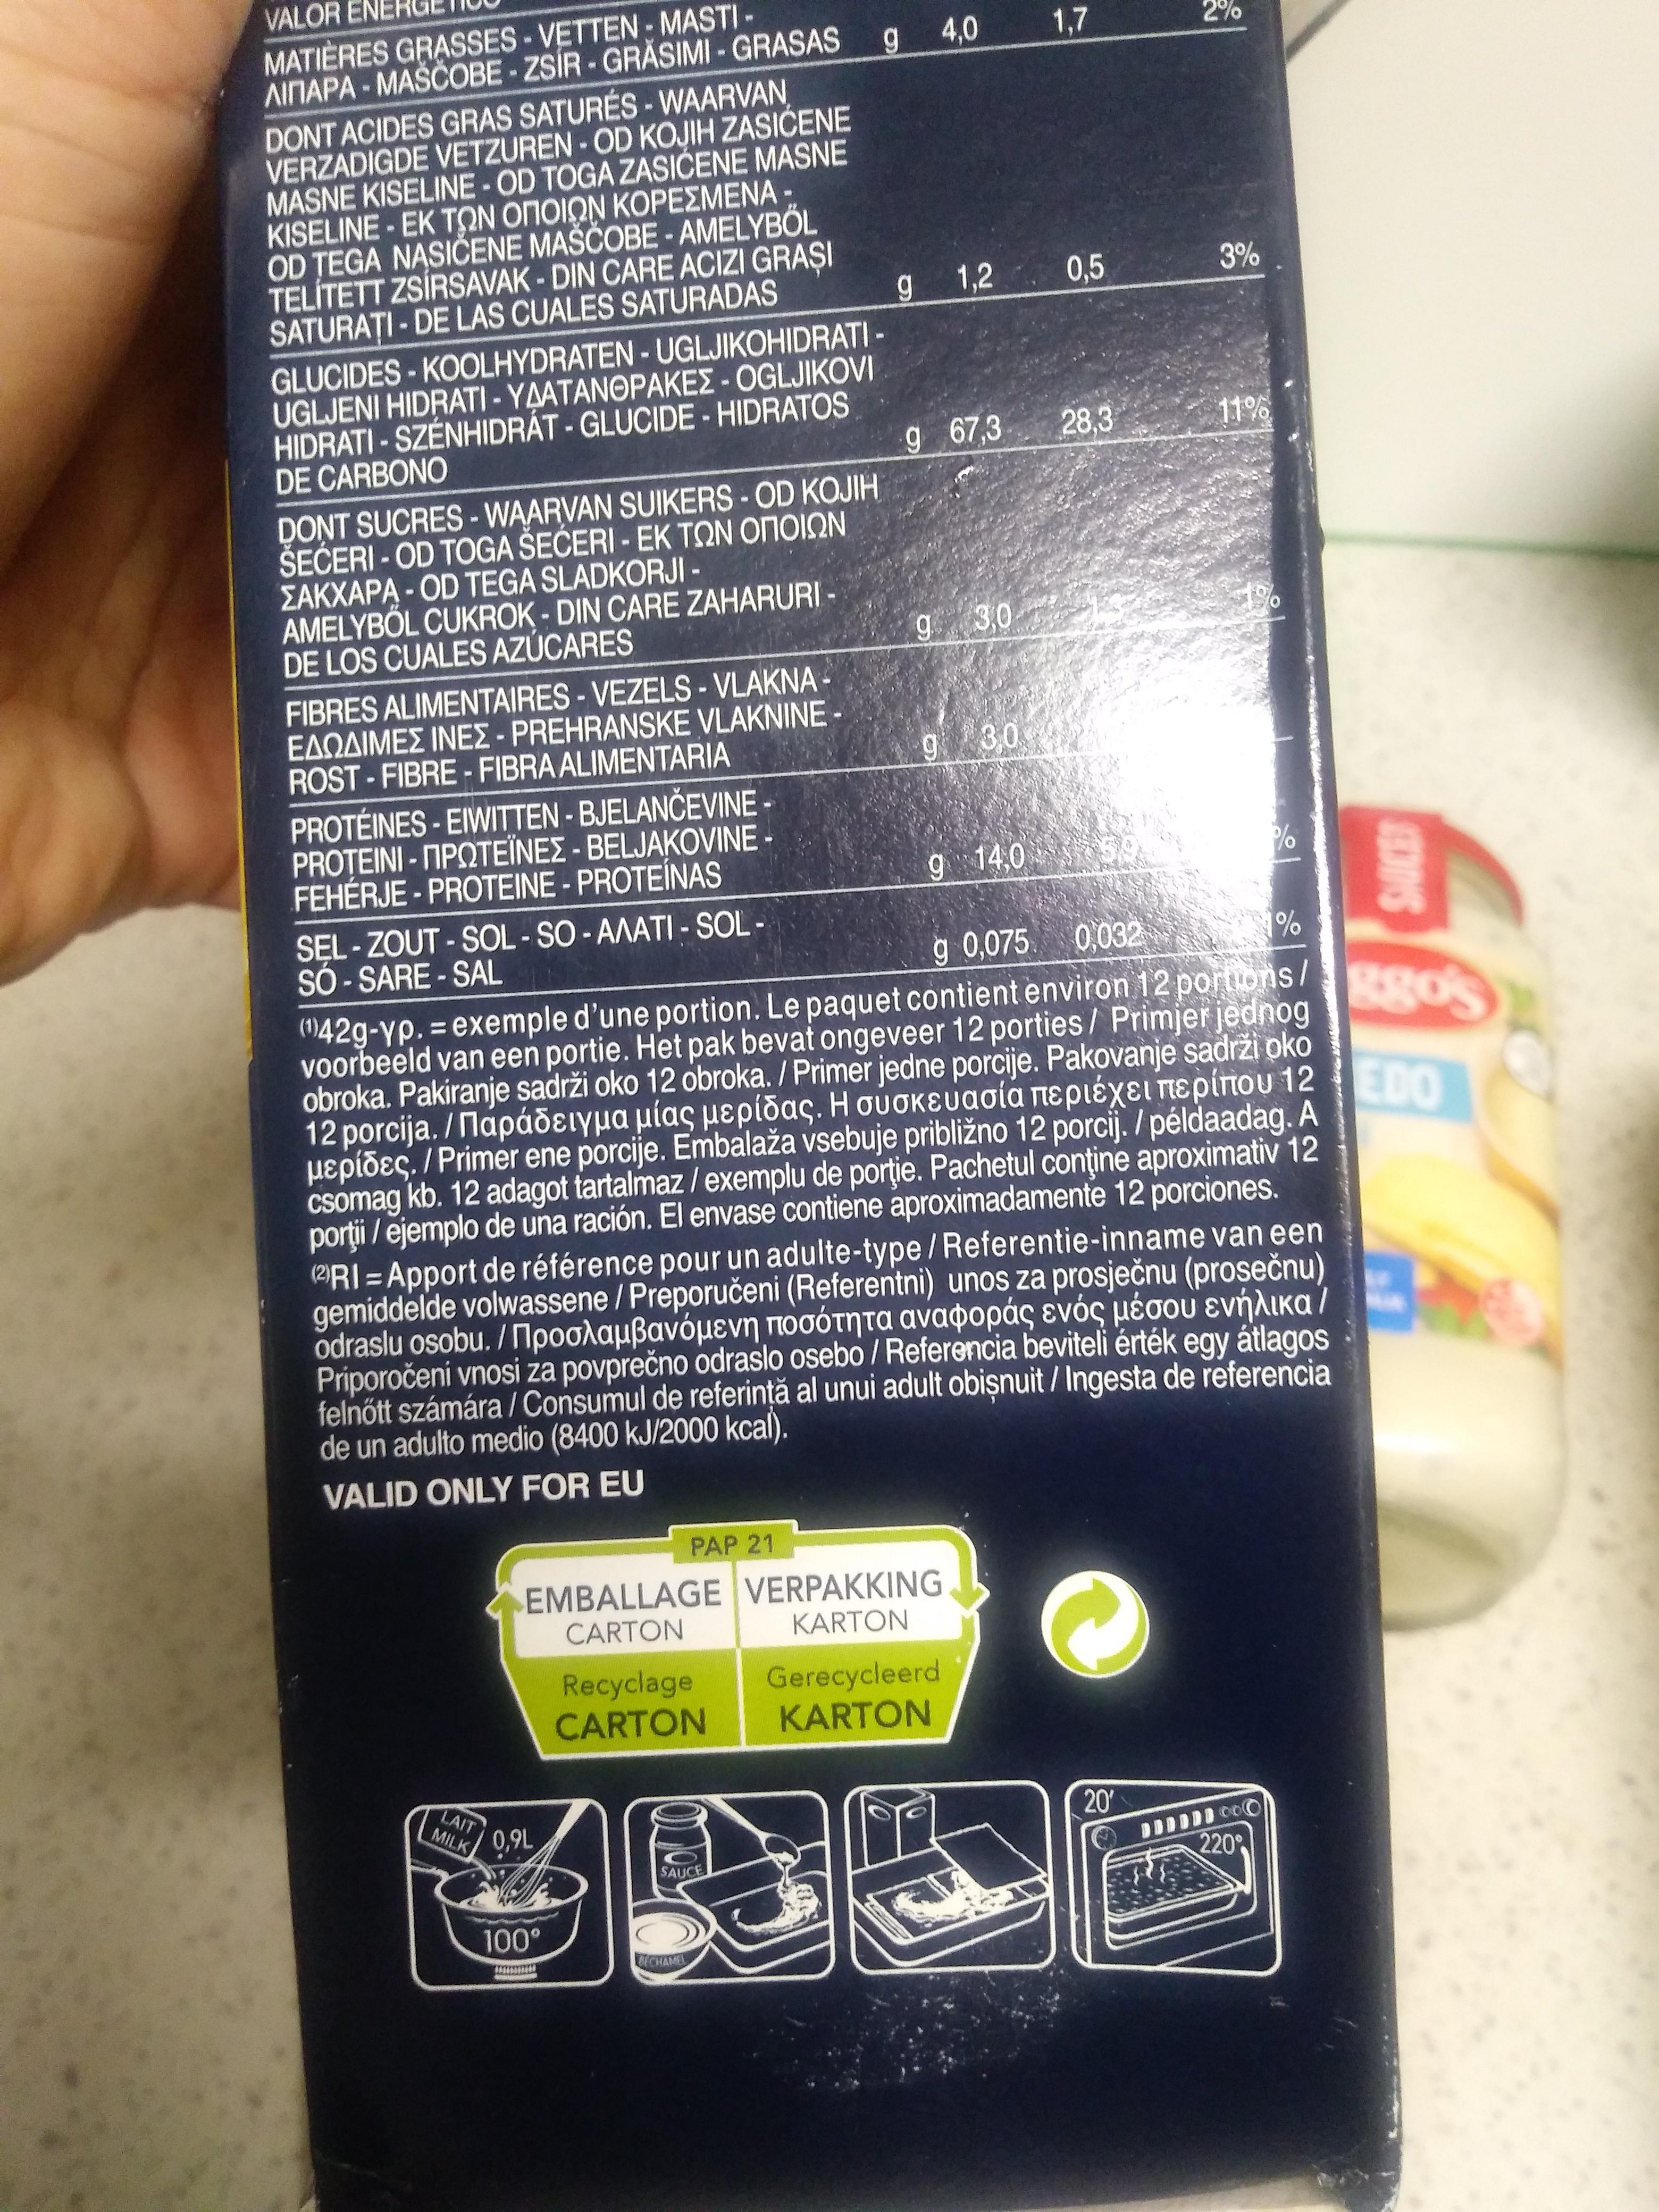 VALOR ENERGETICO
MATIÈRES GRASSES - VETTEN - MASTI -
ΛΙΠΑΡΑ - MAŠČOBE - ZSÍR - GRĂSIMI - GRASAS g 4,0 1,7 2%
DONT ACIDES GRAS SATURÉS - WAARVAN
VERZADIGDE VETZUREN - OD KOJIH ZASIĆENE
MASNE KISELINE - OD TOGA ZASIĆENE MASNE
KISELINE - ΕΚ ΤΩΝ ΟΠΟΙΩΝ ΚΟΡΕΣΜΕΝΑ -
OD TEGA NASIČENE MAŠČOBE - AMELYBŐL
TELÍTETT ZSÍRSAVAK - DIN CARE ACIZI GRAȘI
SATURAȚI - DE LAS CUALES SATURADAS g 1,2 0,5 3%
GLUCIDES - KOOLHYDRATEN - UGLJIKOHIDRATI -
UGLJENI HIDRATI - ΥΔΑΤΑΝΘΡΑΚΕΣ - OGLJIKOVI
HIDRATI - SZÉNHIDRÁT - GLUCIDE - HIDRATOS
DE CARBONO g 67,3 28,3 11%
DONT SUCRES - WAARVAN SUIKERS - OD KOJIH
ŠEĆERI - OD TOGA ŠEĆERI - ΕΚ ΤΩΝ ΟΠΟΙΩΝ
ΣΑΚΧΑΡΑ - OD TEGA SLADKORJI -
AMELYBŐL CUKROK - DIN CARE ZAHARURI -
DE LOS CUALES AZÚCARES g 3,0 1,3 1%
FIBRES ALIMENTAIRES - VEZELS - VLAKNA -
ΕΔΩΔΙΜΕΣ ΙΝΕΣ - PREHRANSKE VLAKNINE -
ROST - FIBRE - FIBRA ALIMENTARIA g 3,0
PROTÉINES - EIWITTEN - BJELANČEVINE -
PROTEINI - ΠΡΩΤΕΪΝΕΣ - BELJAKOVINE -
FEHÉRJE - PROTEINE - PROTEÍNAS g 14,0 5,9 %
SEL - ZOUT - SOL - SO - ΑΛΑΤΙ - SOL -
SÓ - SARE - SAL g 0,075 0,032 1%
(1)42g-γρ. = exemple d'une portion. Le paquet contient environ 12 portions /
voorbeeld van een portie. Het pak bevat ongeveer 12 porties / Primjer jednog
obroka. Pakiranje sadrži oko 12 obroka. / Primer jedne porcije. Pakovanje sadrži oko
12 porcija. / Παράδειγμα μίας μερίδας. Η συσκευασία περιέχει περίπου 12
μερίδες. / Primer ene porcije. Embalaža vsebuje približno 12 porcij. / példaadag. A
csomag kb. 12 adagot tartalmaz / exemplu de porție. Pachetul conține aproximativ 12
porții / ejemplo de una ración. El envase contiene aproximadamente 12 porciones.
(2)RI = Apport de référence pour un adulte-type / Referentie-inname van een
gemiddelde volwassene / Preporučeni (Referentni) unos za prosječnu (prosečnu)
odraslu osobu. / Προσλαμβανόμενη ποσότητα αναφοράς ενός μέσου ενήλικα /
Priporočeni vnosi za povprečno odraslo osebo / Referencia beviteli érték egy átlagos
felnőtt számára / Consumul de referință al unui adult obișnuit / Ingesta de referencia
de un adulto medio (8400 kJ/2000 kcal).
VALID ONLY FOR EU
PAP 21
EMBALLAGE VERPAKKING
CARTON KARTON
Recyclage Gerecycleerd
CARTON KARTON
LAIT
MILK 0,9L
100°
SAUCE
BÉCHAMEL
20'
220°
SAUCES
ggo's
EDO